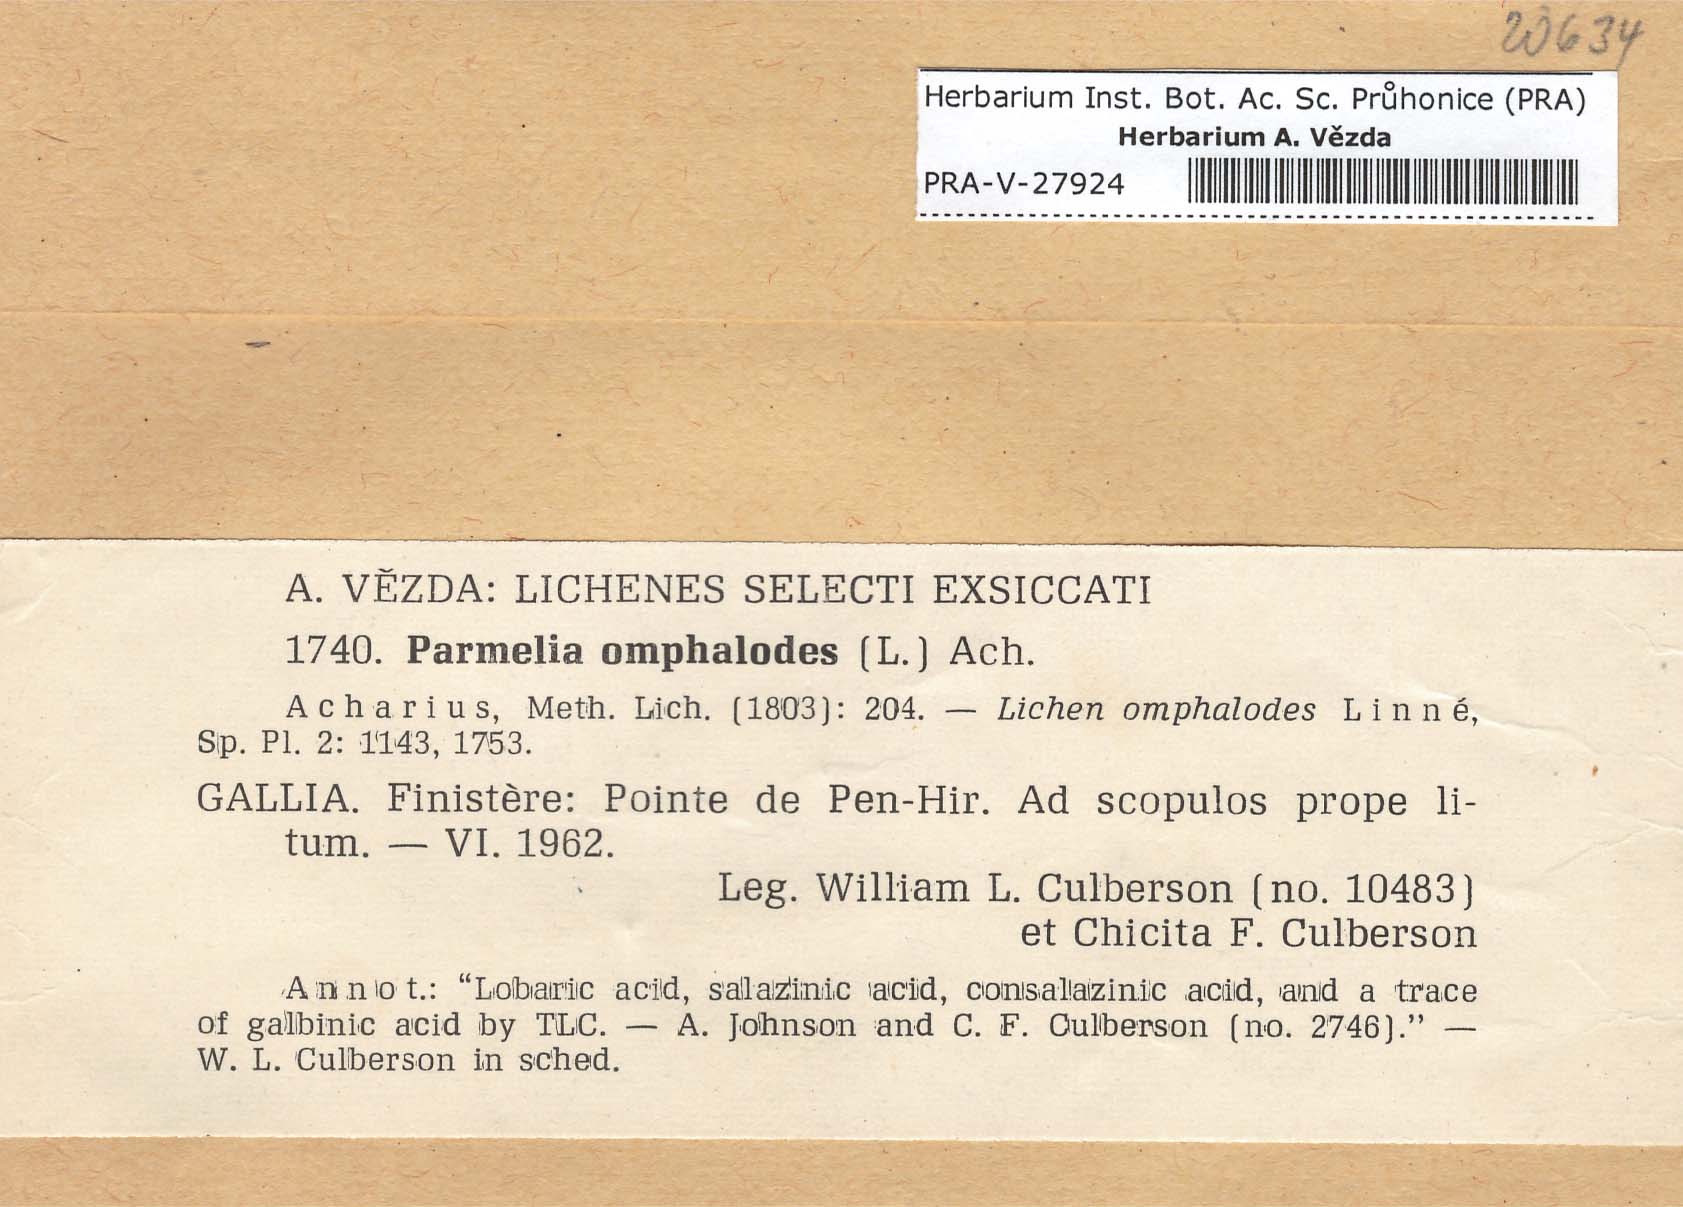 20634
Herbarium Inst. Bot. Ac. Sc. Průhonice (PRA)
Herbarium A. Vězda
PRA-V-27924
A. VĚZDA: LICHENES SELECTI EXSICCATI
1740. Parmelia omphalodes (L.) Ach.
Acharius, Meth. Lich. (1803): 204. — Lichen omphalodes Linné,
Sp. Pl. 2: 1143, 1753.
GALLIA. Finistère: Pointe de Pen-Hir. Ad scopulos prope li-
tum. — VI. 1962.
Leg. William L. Culberson (no. 10483)
et Chicita F. Culberson
Annot.: “Lobaric acid, salazinic acid, consalazinic acid, and a trace
of galbinic acid by TLC. — A. Johnson and C. F. Culberson (no. 2746).” —
W. L. Culberson in sched.